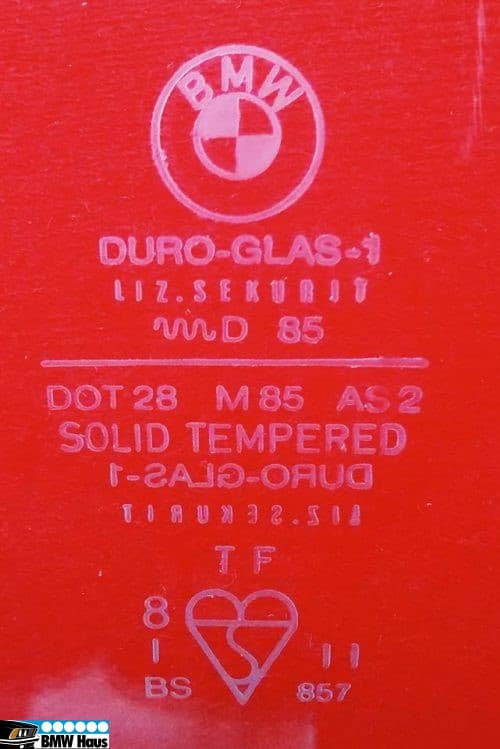 BMW
DURO-GLAS-1
LIZ.SEKURIT
D 85
DOT 28 M 85 AS 2
SOLID TEMPERED
DURO-GLAS-1
LIZ.SEKURIT
T F
8
I II
BS 857
BMW Haus